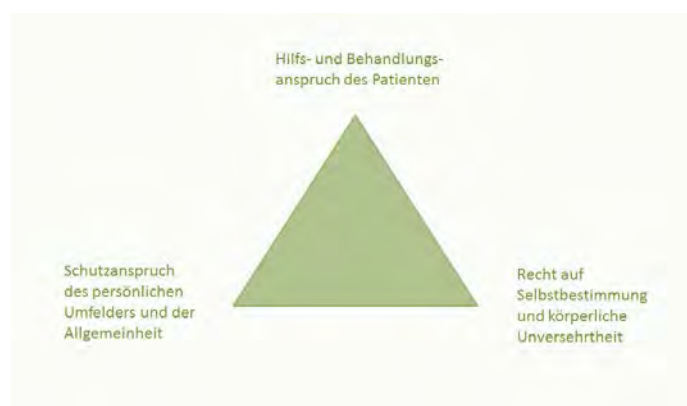 Hilfs- und Behandlungs-
anspruch des Patienten
Schutzanspruch
des persönlichen
Umfelders und der
Allgemeinheit
Recht auf
Selbstbestimmung
und körperliche
Unversehrtheit